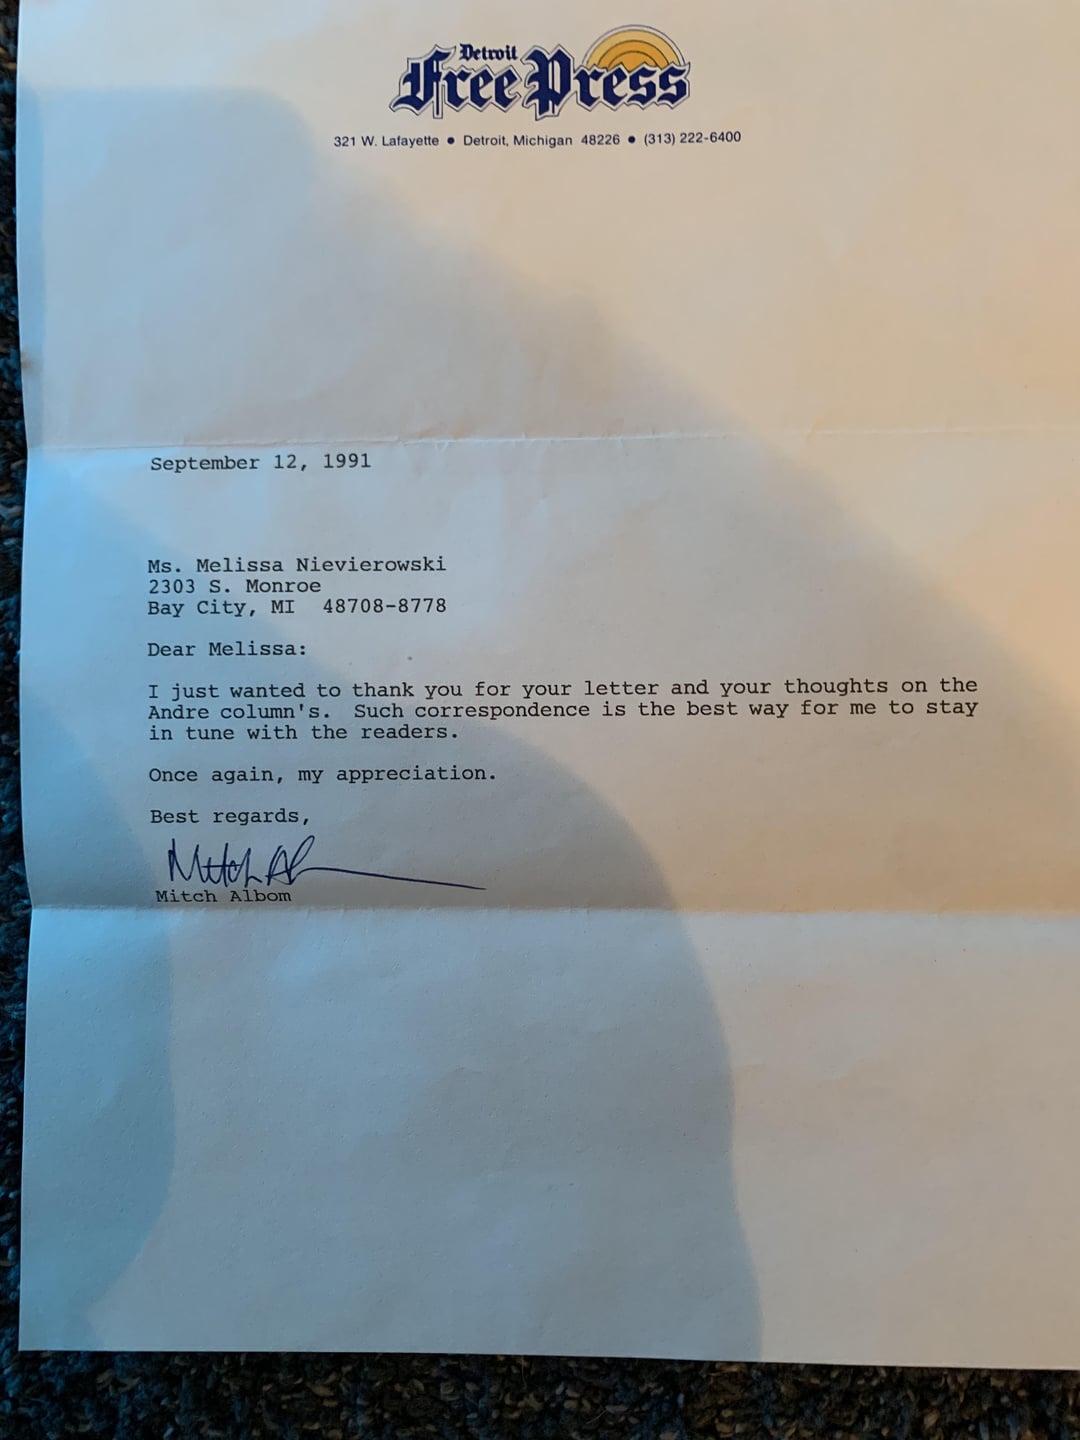 Detroit
Free Press
321 W. Lafayette • Detroit, Michigan 48226 • (313) 222-6400
September 12, 1991
Ms. Melissa Nievierowski
2303 S. Monroe
Bay City, MI 48708-8778
Dear Melissa:
I just wanted to thank you for your letter and your thoughts on the
Andre column's. Such correspondence is the best way for me to stay
in tune with the readers.
Once again, my appreciation.
Best regards,
Mitch Al
Mitch Albom